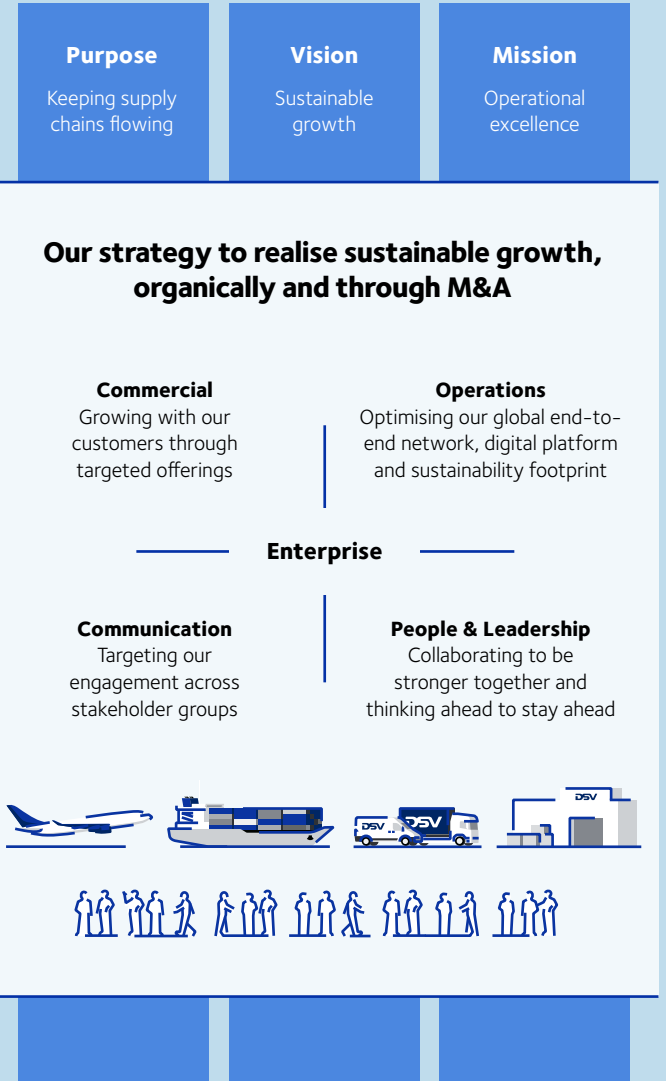 Purpose
Keeping supply
chains flowing
Vision
Sustainable
growth
Mission
Operational
excellence
Our strategy to realise sustainable growth,
organically and through M&A
Commercial
Growing with our
customers through
targeted offerings
Operations
Optimising our global end-to-
end network, digital platform
and sustainability footprint
Enterprise
Communication
Targeting our
engagement across
stakeholder groups
People & Leadership
Collaborating to be
stronger together and
thinking ahead to stay ahead
DSV
DSV
DSV